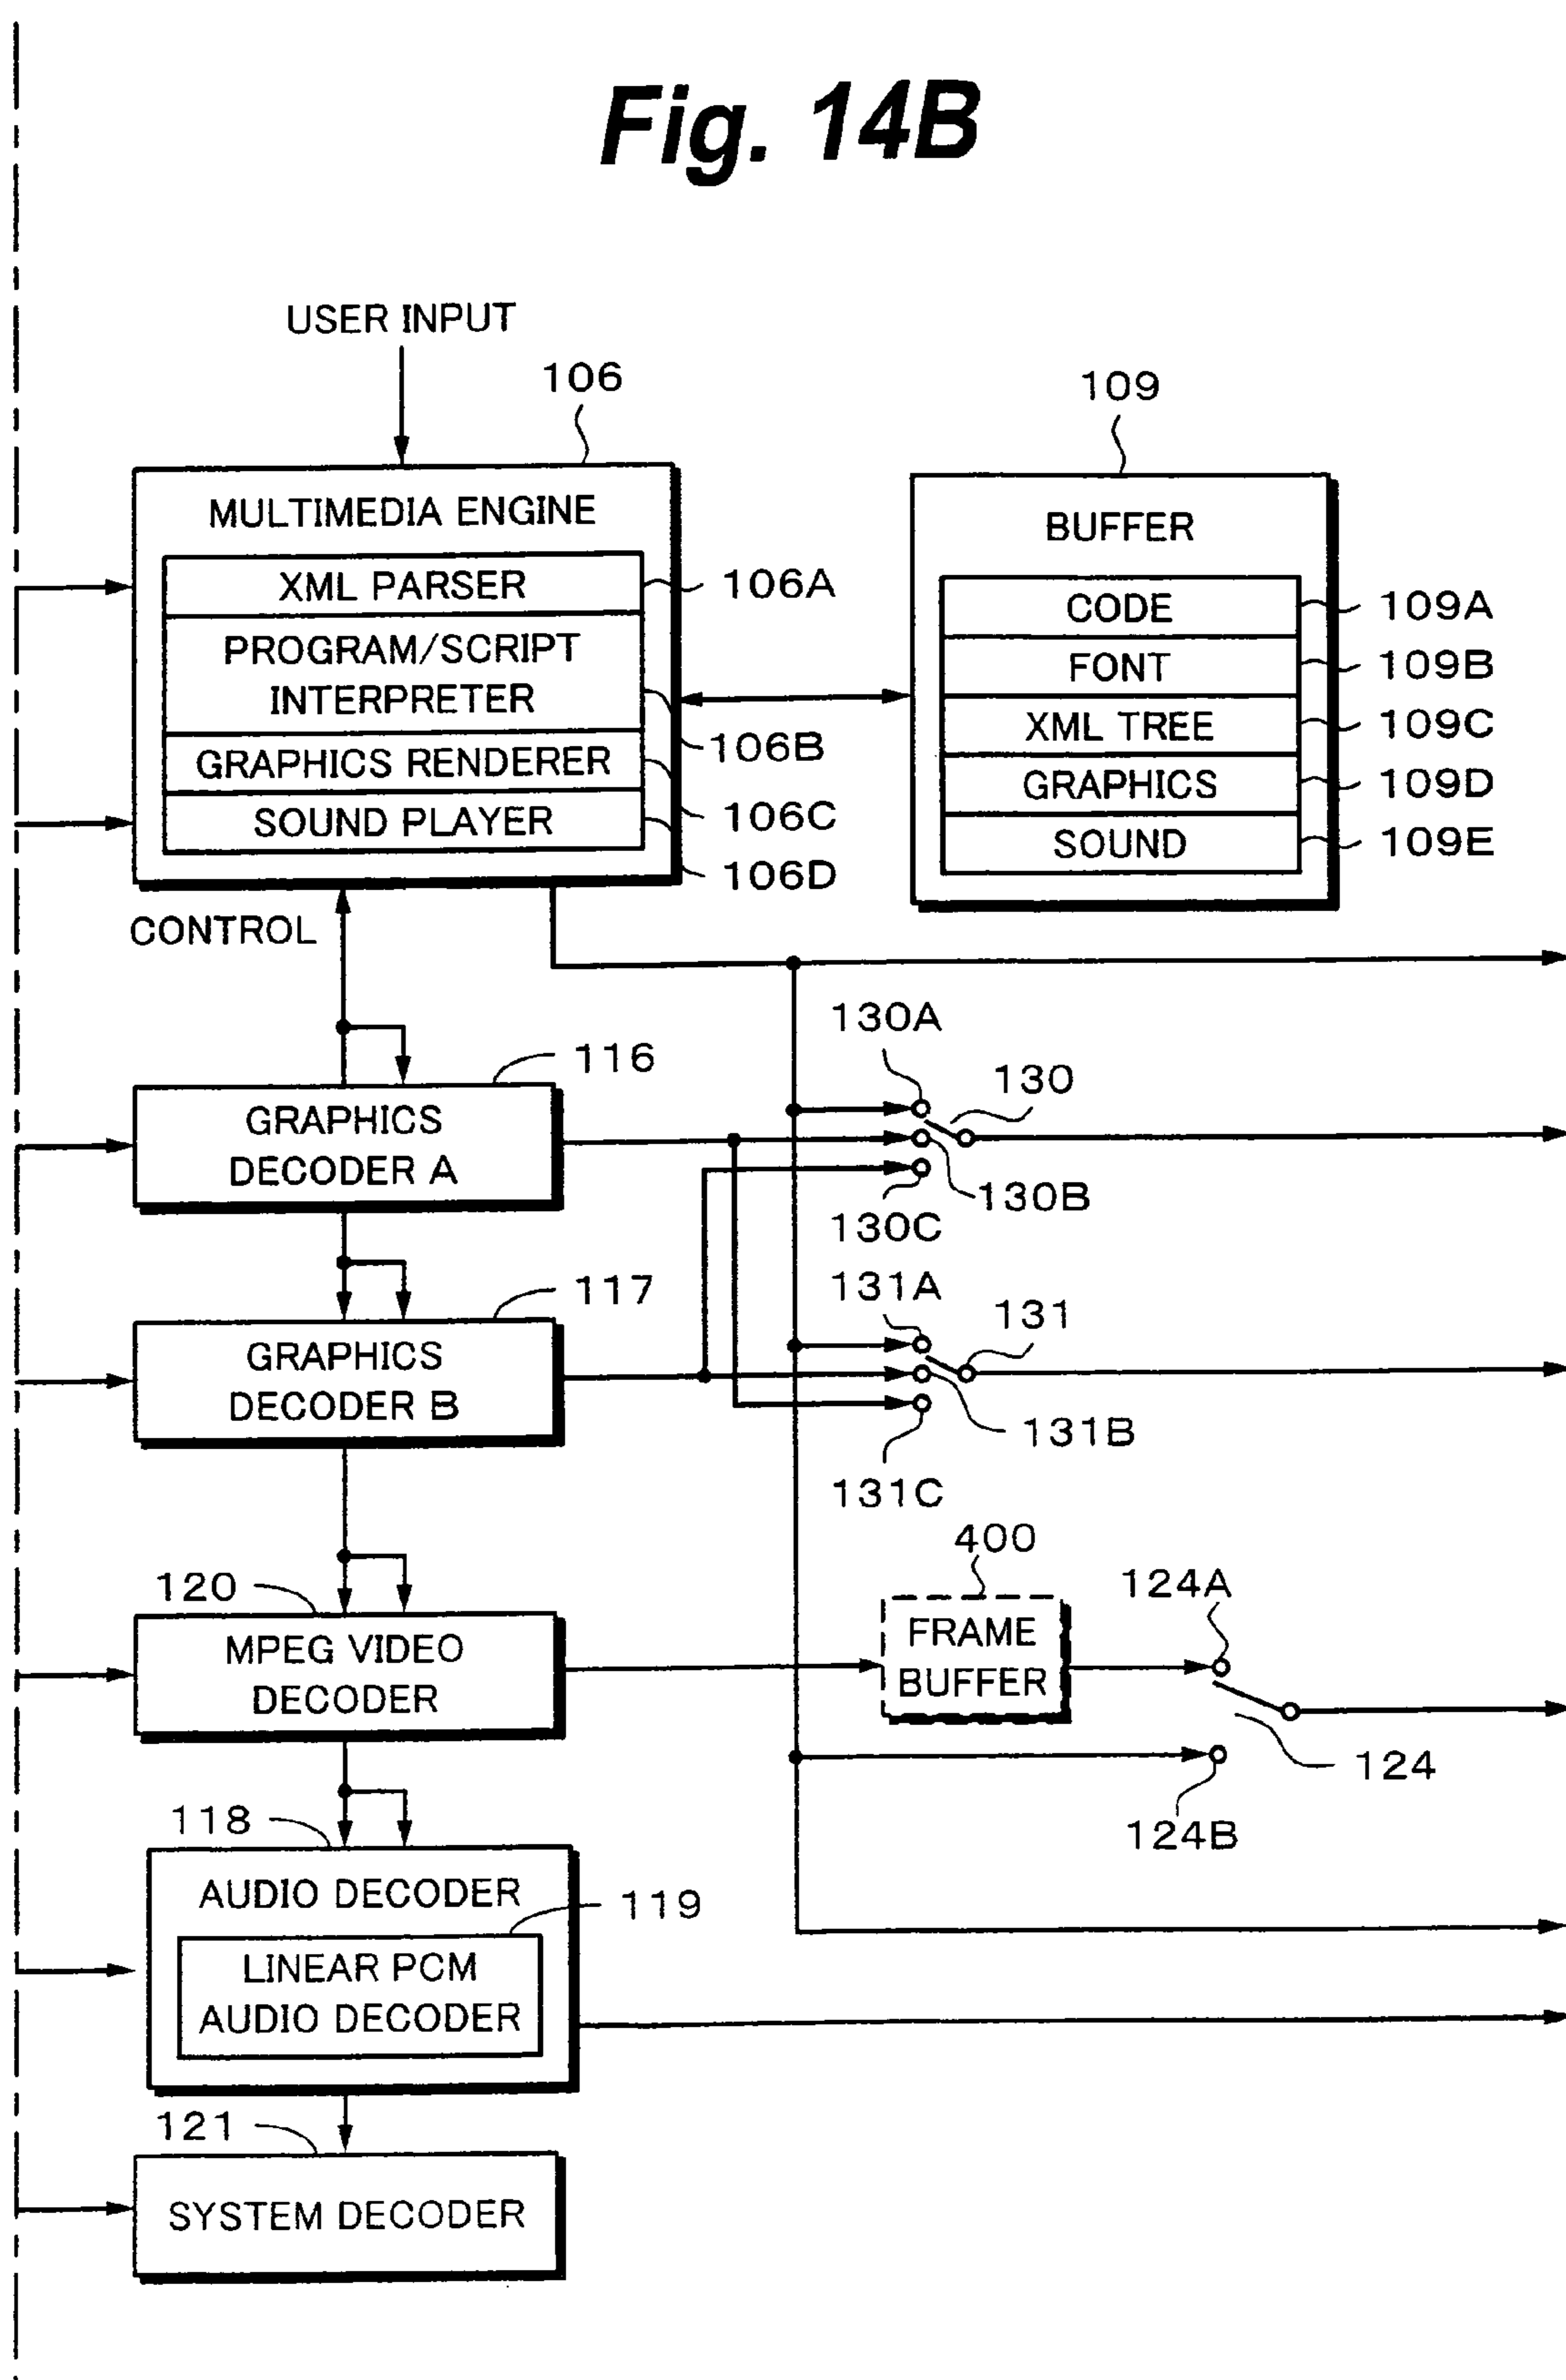 Fig. 14B
USER INPUT
106
109
MULTIMEDIA ENGINE
XML PARSER
106A
PROGRAM/SCRIPT
INTERPRETER
106B
GRAPHICS RENDERER
106C
SOUND PLAYER
106D
BUFFER
CODE
109A
FONT
109B
XML TREE
109C
GRAPHICS
109D
SOUND
109E
CONTROL
116
GRAPHICS
DECODER A
130A
130
130B
130C
117
GRAPHICS
DECODER B
131A
131
131B
131C
120
MPEG VIDEO
DECODER
400
FRAME
BUFFER
124A
124
124B
118
AUDIO DECODER
119
LINEAR PCM
AUDIO DECODER
121
SYSTEM DECODER